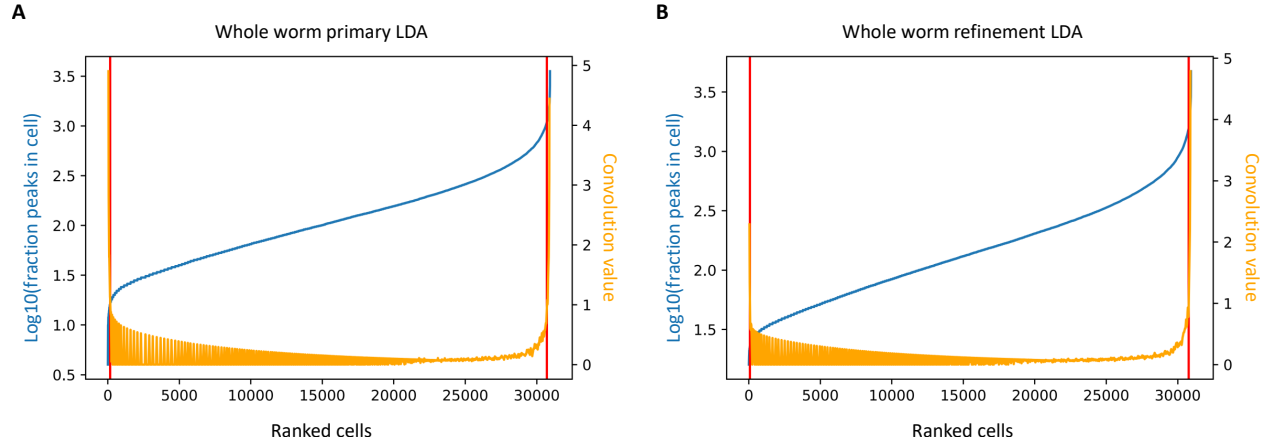 A
Whole worm primary LDA
Log10(fraction peaks in cell)
3.5
3.0
2.5
2.0
1.5
1.0
0.5
5
4
3
2
1
0
Convolution value
0 5000 10000 15000 20000 25000 30000
Ranked cells
B
Whole worm refinement LDA
Log10(fraction peaks in cell)
3.5
3.0
2.5
2.0
1.5
5
4
3
2
1
0
Convolution value
0 5000 10000 15000 20000 25000 30000
Ranked cells